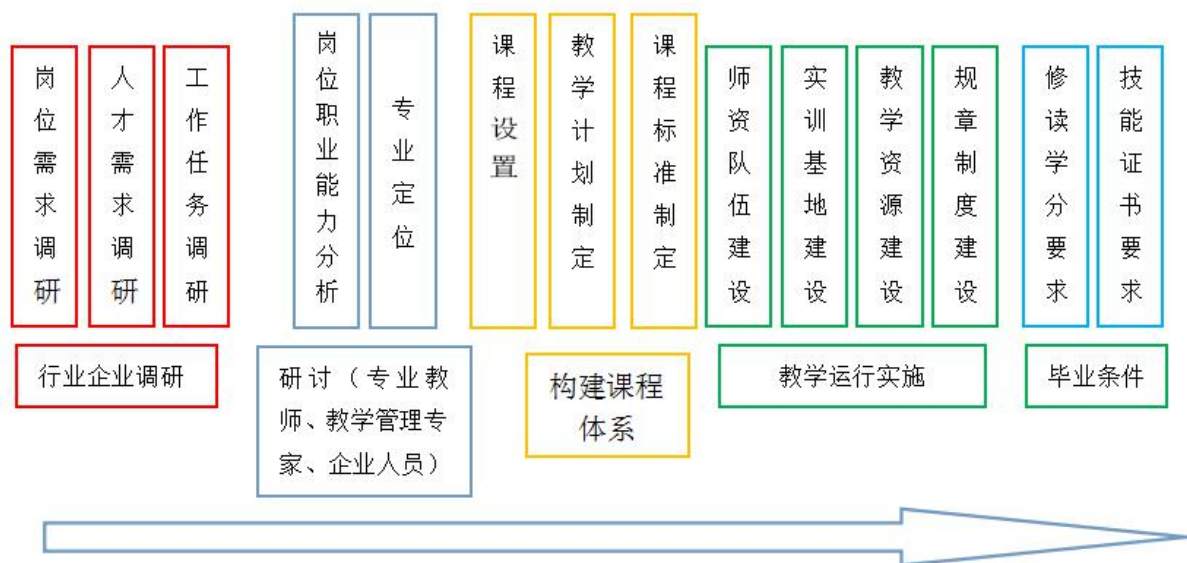 岗位需求调研
人才需求调研
工作任务调研
岗位职业能力分析
专业定位
课程设置
教学计划制定
课程标准制定
师资队伍建设
实训基地建设
教学资源建设
规章制度建设
修读学分要求
技能证书要求
行业企业调研
研讨（专业教
师、教学管理专
家、企业人员）
构建课程
体系
教学运行实施
毕业条件